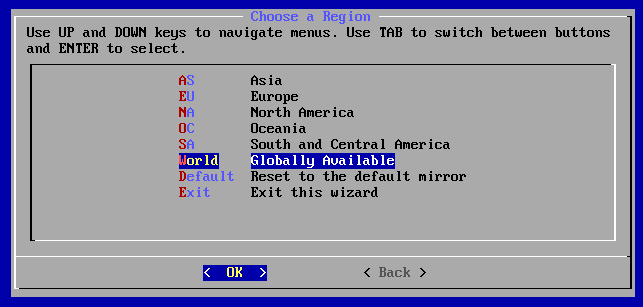 Choose a Region
Use UP and DOWN keys to navigate menus. Use TAB to switch between buttons
and ENTER to select.
AS Asia
EU Europe
NA North America
OC Oceania
SA South and Central America
World Globally Available
Default Reset to the default mirror
Exit Exit this wizard
< OK > < Back >